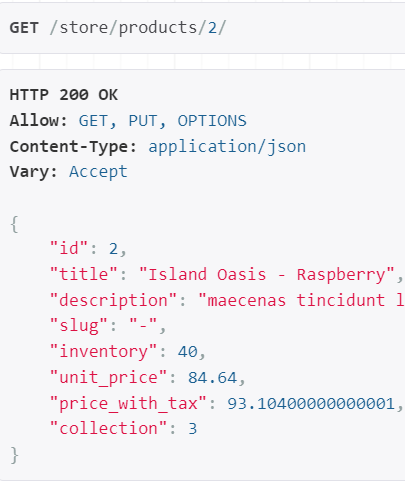 GET /store/products/2/
HTTP 200 OK
Allow: GET, PUT, OPTIONS
Content-Type: application/json
Vary: Accept
{
"id": 2,
"title": "Island Oasis - Raspberry",
"description": "maecenas tincidunt l
"slug": "-",
"inventory": 40,
"unit_price": 84.64,
"price_with_tax": 93.10400000000001,
"collection": 3
}